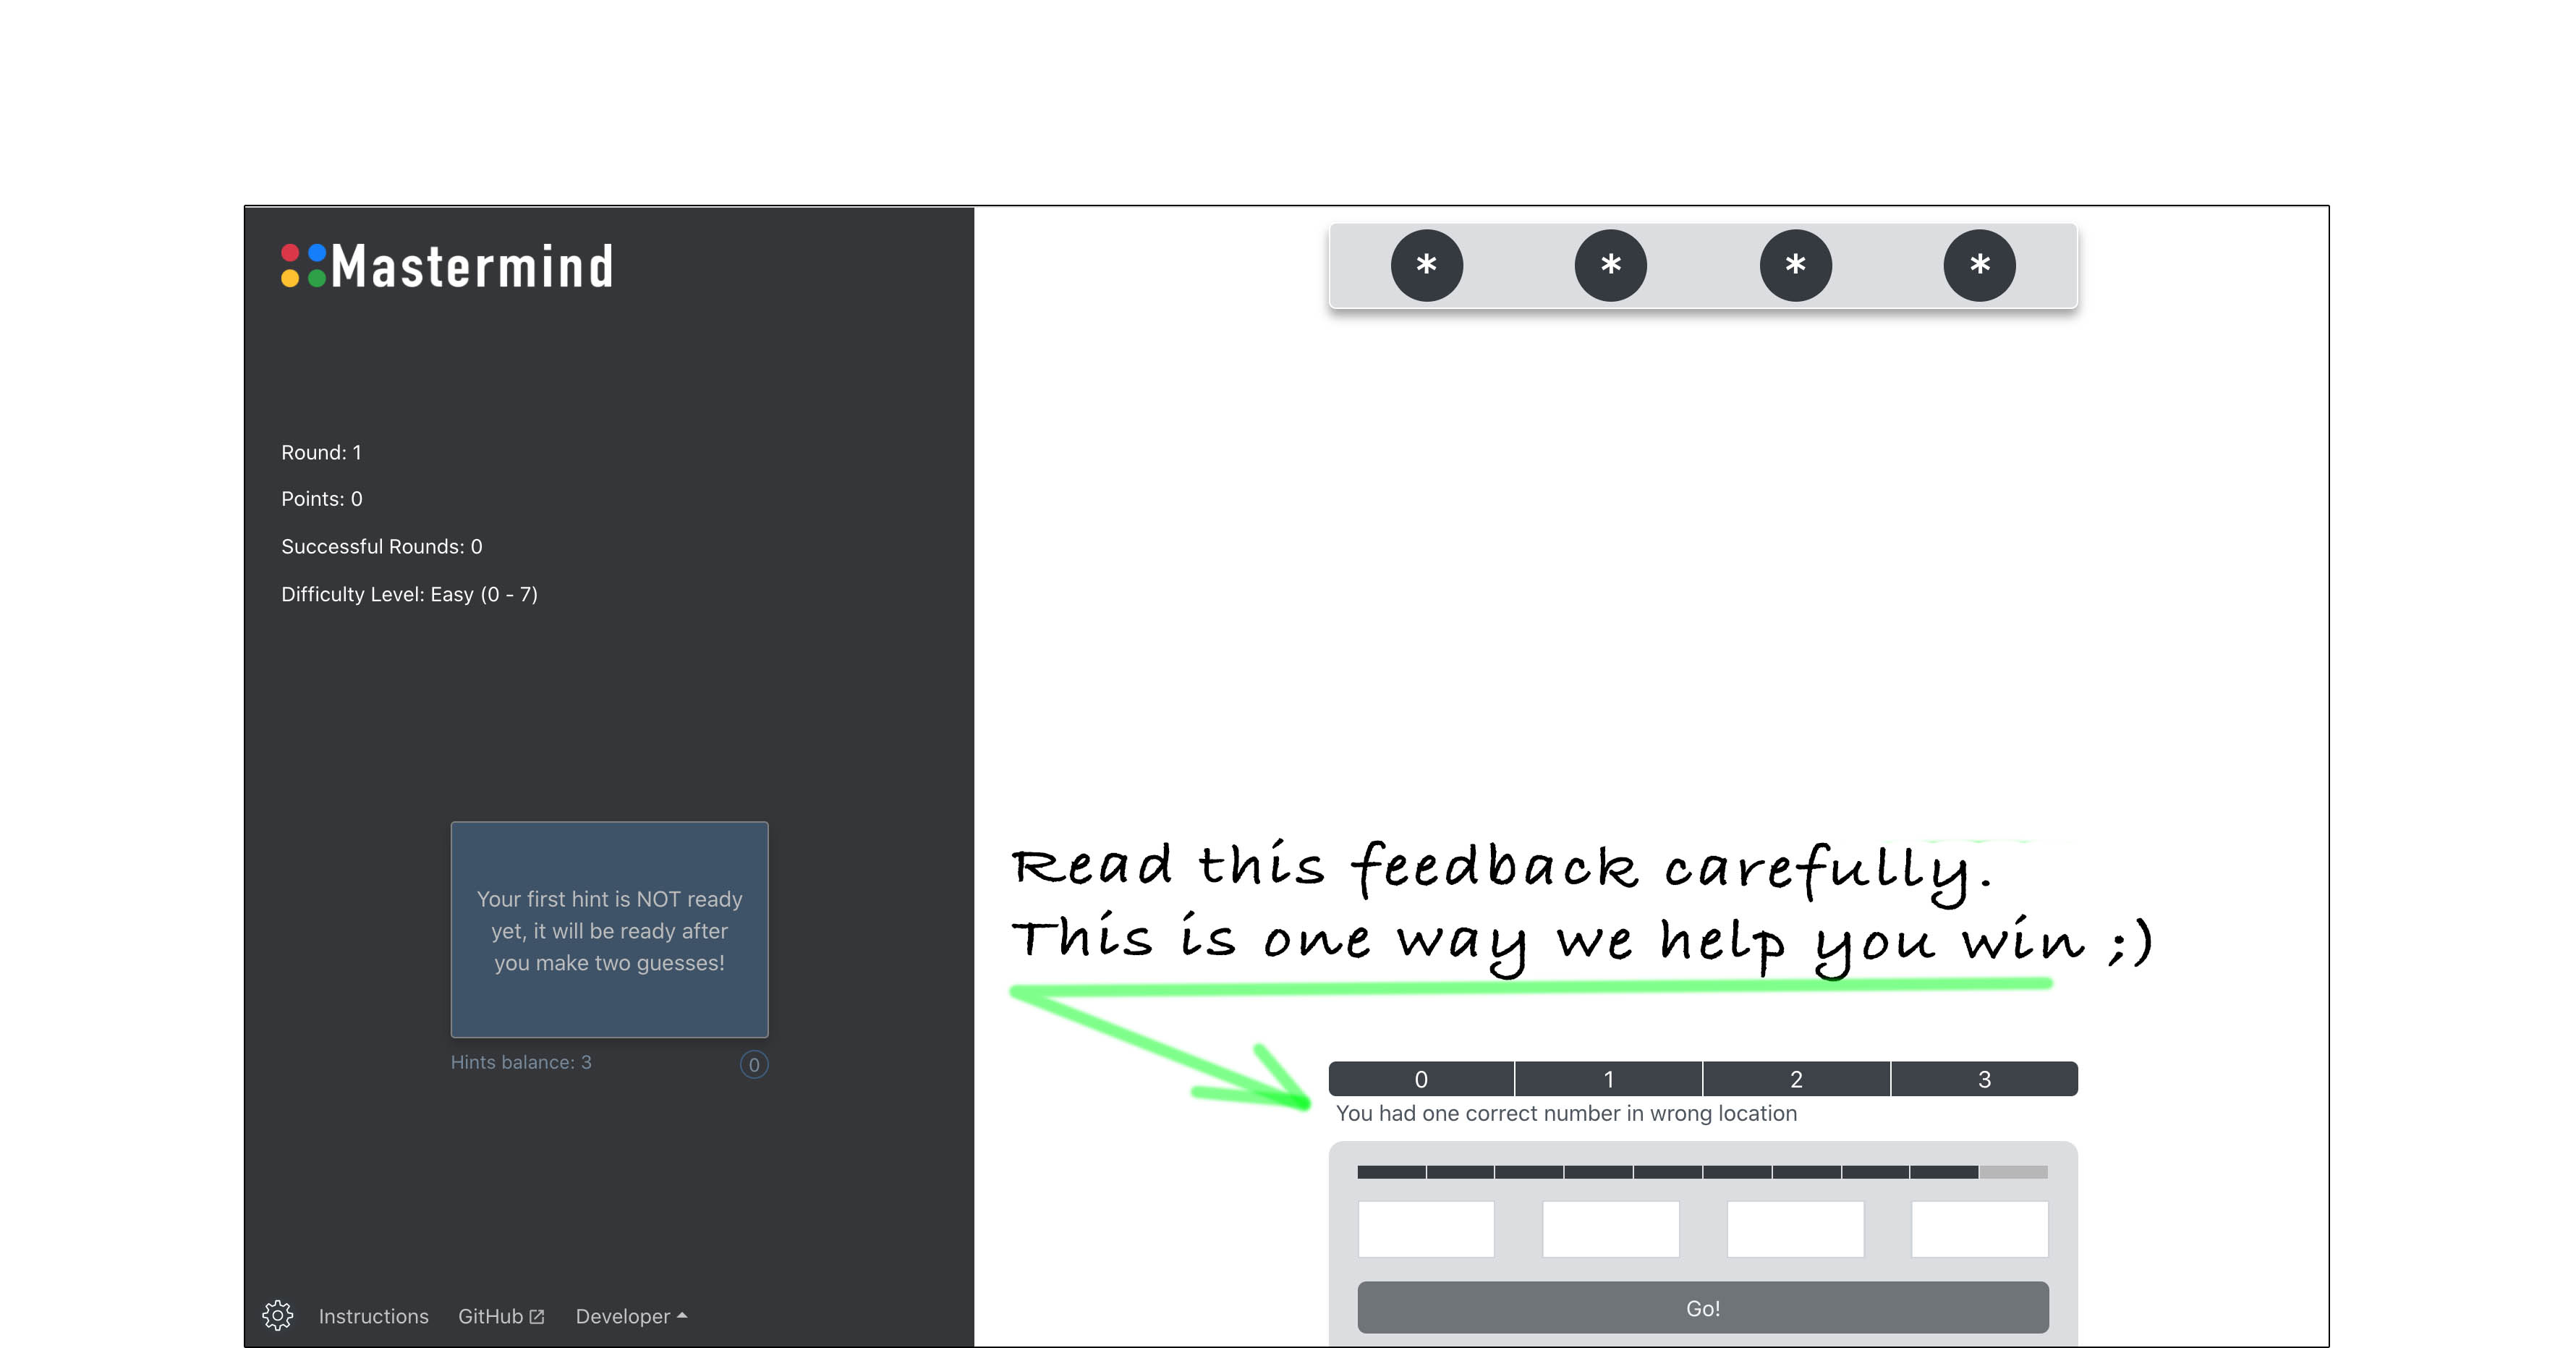 Mastermind
* * * *
Round: 1
Points: 0
Successful Rounds: 0
Difficulty Level: Easy (0 - 7)
Your first hint is NOT ready
yet, it will be ready after
you make two guesses!
Hints balance: 3
0
Instructions
GitHub
Developer
Read this feedback carefully.
This is one way we help you win ;)
0 1 2 3
You had one correct number in wrong location
Go!